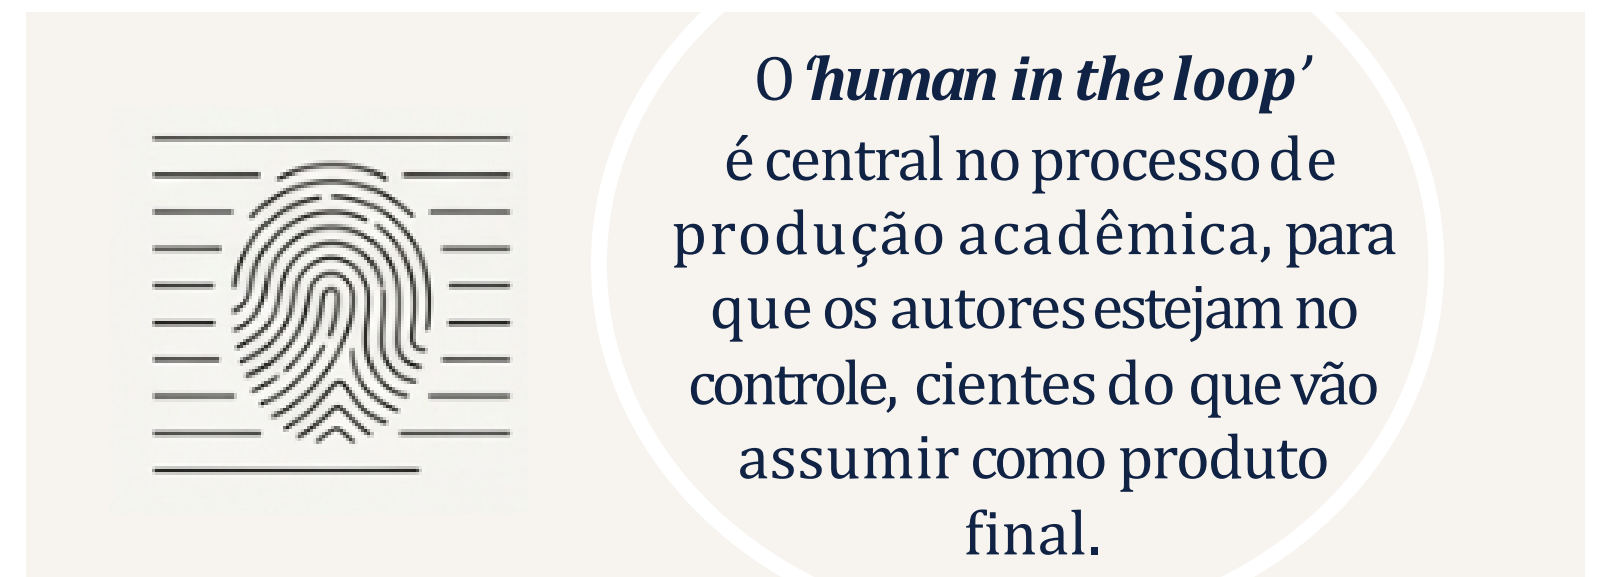 O ‘human in the loop’
é central no processo de
produção acadêmica, para
que os autores estejam no
controle, cientes do que vão
assumir como produto
final.